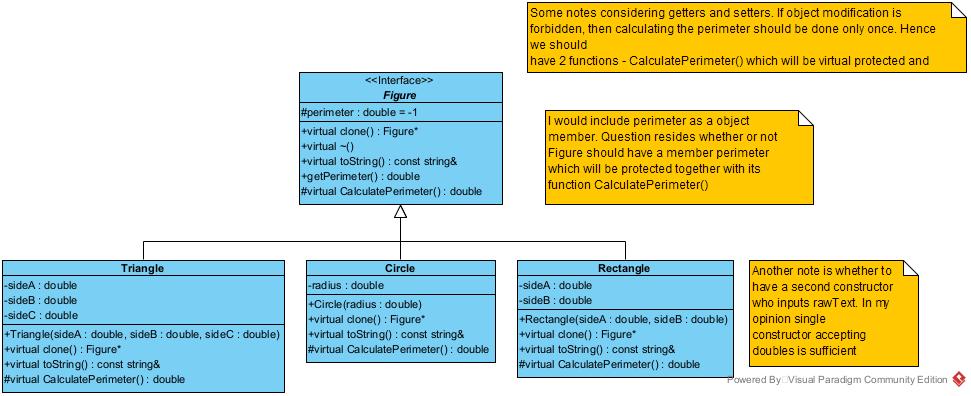 Some notes considering getters and setters. If object modification is
forbidden, then calculating the perimeter should be done only once. Hence
we should
have 2 functions - CalculatePerimeter() which will be virtual protected and
<<Interface>>
Figure
#perimeter : double = -1
+virtual clone() : Figure*
+virtual ~()
+virtual toString() : const string&
+getPerimeter() : double
#virtual CalculatePerimeter() : double
I would include perimeter as a object
member. Question resides whether or not
Figure should have a member perimeter
which will be protected together with its
function CalculatePerimeter()
Triangle
-sideA : double
-sideB : double
-sideC : double
+Triangle(sideA : double, sideB : double, sideC : double)
+virtual clone() : Figure*
+virtual toString() : const string&
#virtual CalculatePerimeter() : double
Circle
-radius : double
+Circle(radius : double)
+virtual clone() : Figure*
+virtual toString() : const string&
#virtual CalculatePerimeter() : double
Rectangle
-sideA : double
-sideB : double
+Rectangle(sideA : double, sideB : double)
+virtual clone() : Figure*
+virtual toString() : const string&
#virtual CalculatePerimeter() : double
Another note is whether to
have a second constructor
who inputs rawText. In my
opinion single
constructor accepting
doubles is sufficient
Powered By Visual Paradigm Community Edition